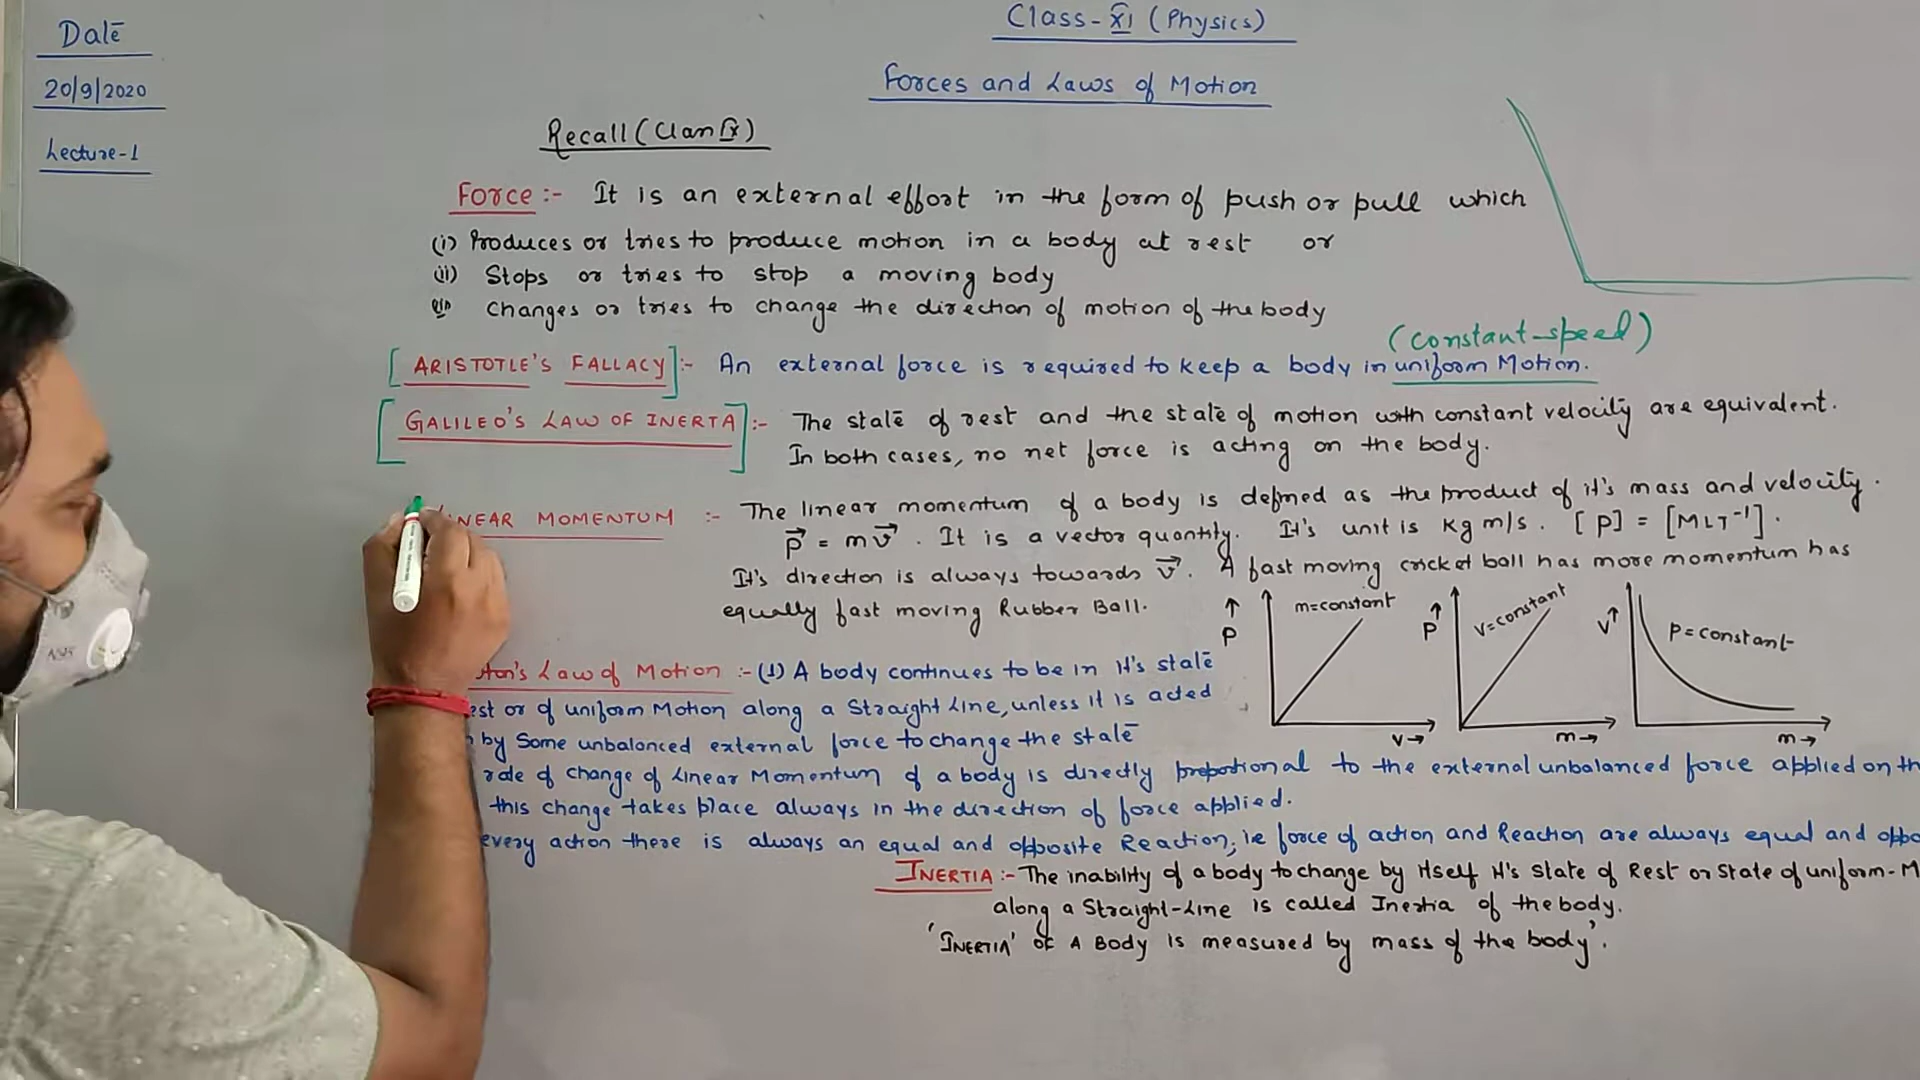 Date
20/9/2020
Lecture-1
Class-XI (Physics)
Forces and Laws of Motion
Recall (Class IX)
Force :- It is an external effort in the form of push or pull which
(i) Produces or tries to produce motion in a body at rest or
(ii) Stops or tries to stop a moving body
(iii) Changes or tries to change the direction of motion of the body
(constant-speed)
[ARISTOTLE'S FALLACY] :- An external force is required to keep a body in uniform Motion.
[GALILEO'S LAW OF INERTA] :- The state of rest and the state of motion with constant velocity are equivalent.
In both cases, no net force is acting on the body.
LINEAR MOMENTUM :- The linear momentum of a body is defined as the product of it's mass and velocity.
p⃗ = mv⃗. It is a vector quantity. It's unit is kg m/s. [P] = [MLT⁻¹].
It's direction is always towards v⃗. A fast moving cricket ball has more momentum has
equally fast moving Rubber Ball.
P m=constant v→
P v=constant m→
V P=constant m→
ton's Law of Motion :- (1) A body continues to be in it's state
est or of uniform Motion along a Straight Line, unless it is acted
by Some unbalanced external force to change the state
rate of change of Linear Momentum of a body is directly proportional to the external unbalanced force applied on th
this change takes place always in the direction of force applied.
every action there is always an equal and opposite Reaction, ie force of action and Reaction are always equal and oppo
INERTIA :- The inability of a body to change by itself it's State of Rest or State of uniform-M
along a Straight-Line is called Inertia of the body.
'INERTIA' OF A BODY is measured by mass of the body'.